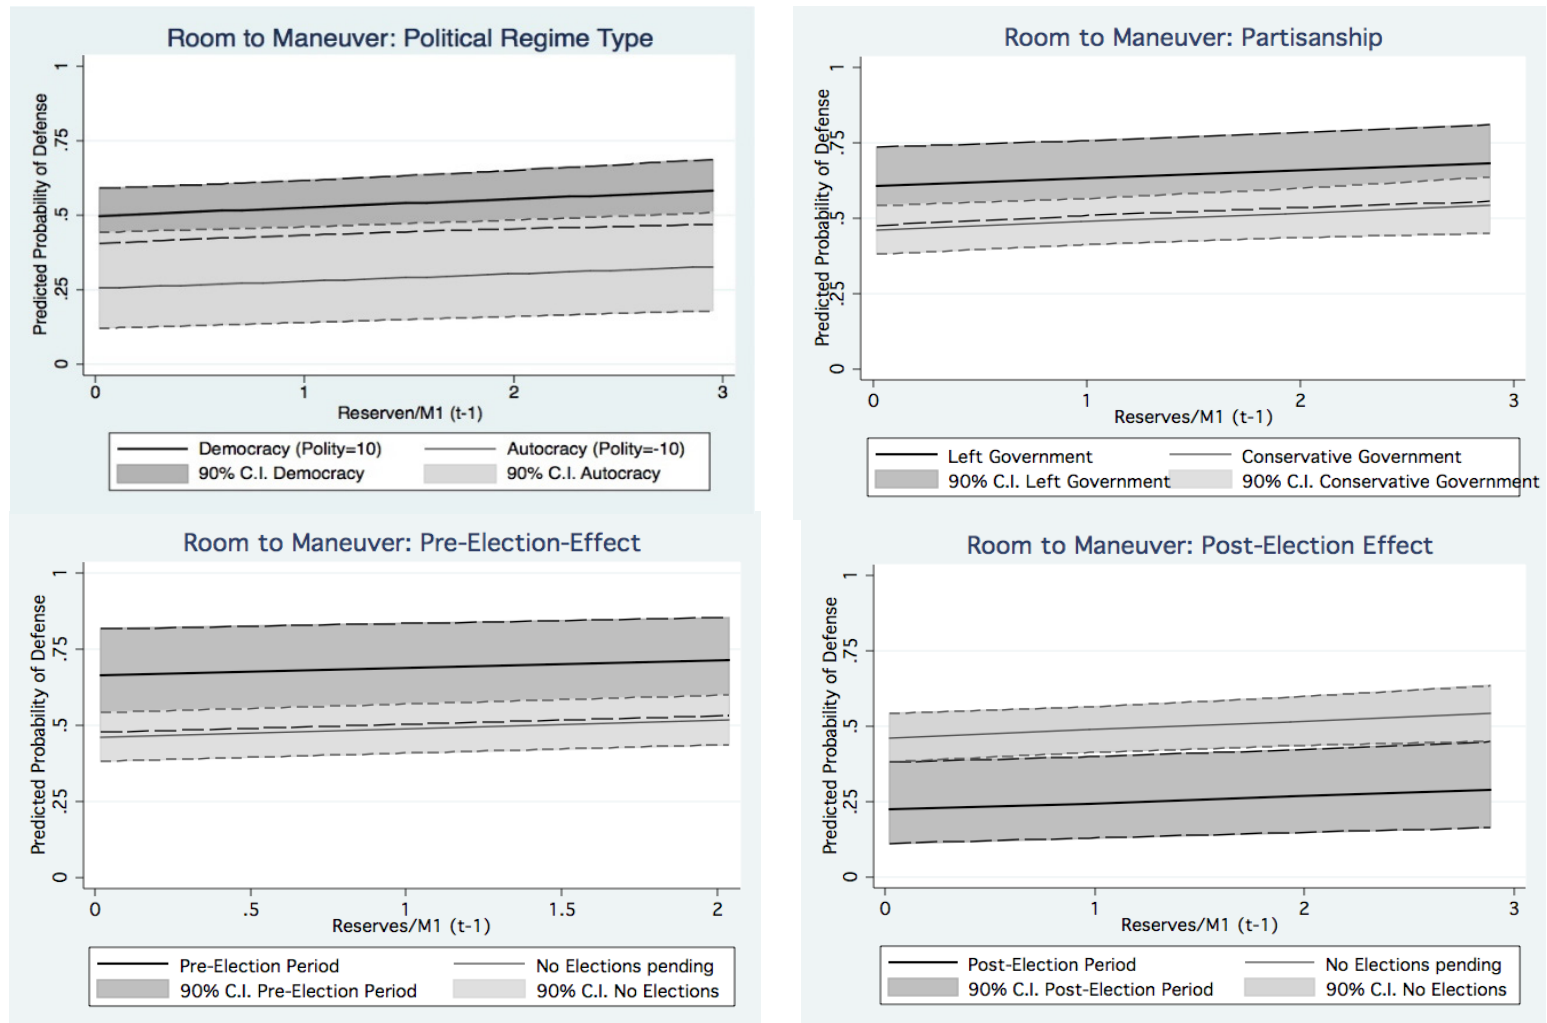 Room to Maneuver: Political Regime Type
Predicted Probability of Defense
1
.75
.5
.25
0
0 1 2 3
Reserven/M1 (t-1)
Democracy (Polity=10) Autocracy (Polity=-10)
90% C.I. Democracy 90% C.I. Autocracy
Room to Maneuver: Partisanship
Predicted Probability of Defense
1
.75
.5
.25
0
0 1 2 3
Reserves/M1 (t-1)
Left Government Conservative Government
90% C.I. Left Government 90% C.I. Conservative Government
Room to Maneuver: Pre-Election-Effect
Predicted Probability of Defense
1
.75
.5
.25
0
0 .5 1 1.5 2
Reserves/M1 (t-1)
Pre-Election Period No Elections pending
90% C.I. Pre-Election Period 90% C.I. No Elections
Room to Maneuver: Post-Election Effect
Predicted Probability of Defense
1
.75
.5
.25
0
0 1 2 3
Reserves/M1 (t-1)
Post-Election Period No Elections pending
90% C.I. Post-Election Period 90% C.I. No Elections